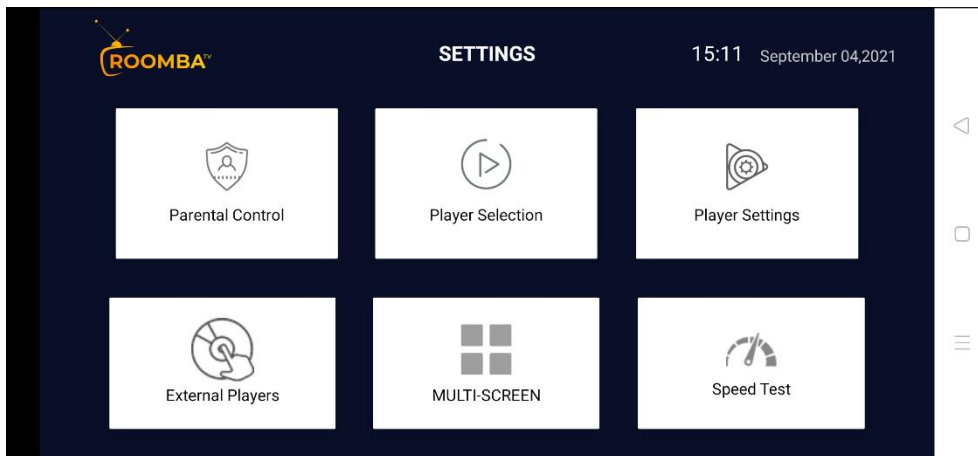 ROOMBA TV
SETTINGS
15:11 September 04,2021
Parental Control
Player Selection
Player Settings
External Players
MULTI-SCREEN
Speed Test